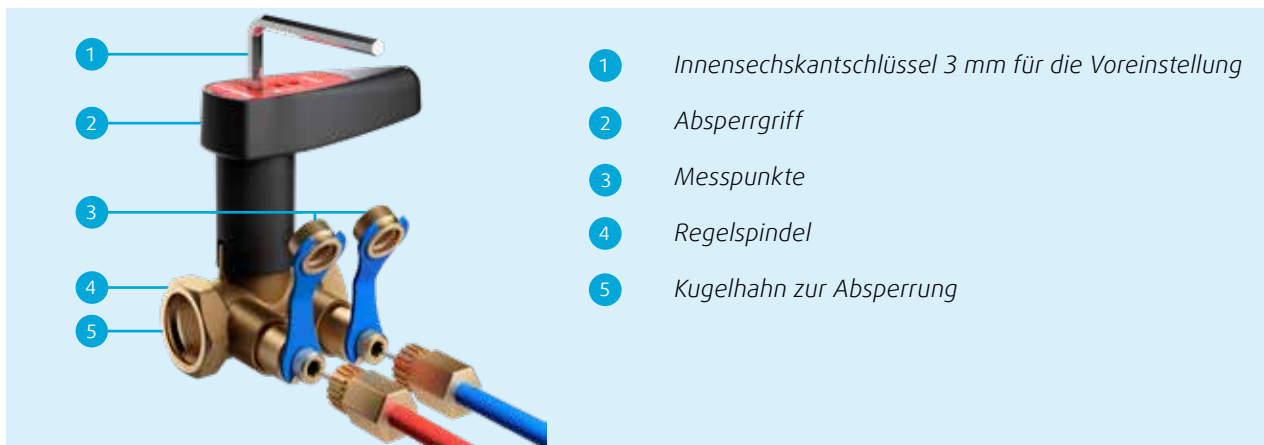 1
2
3
4
5
1 Innensechskantschlüssel 3 mm für die Voreinstellung
2 Absperrgriff
3 Messpunkte
4 Regelspindel
5 Kugelhahn zur Absperrung